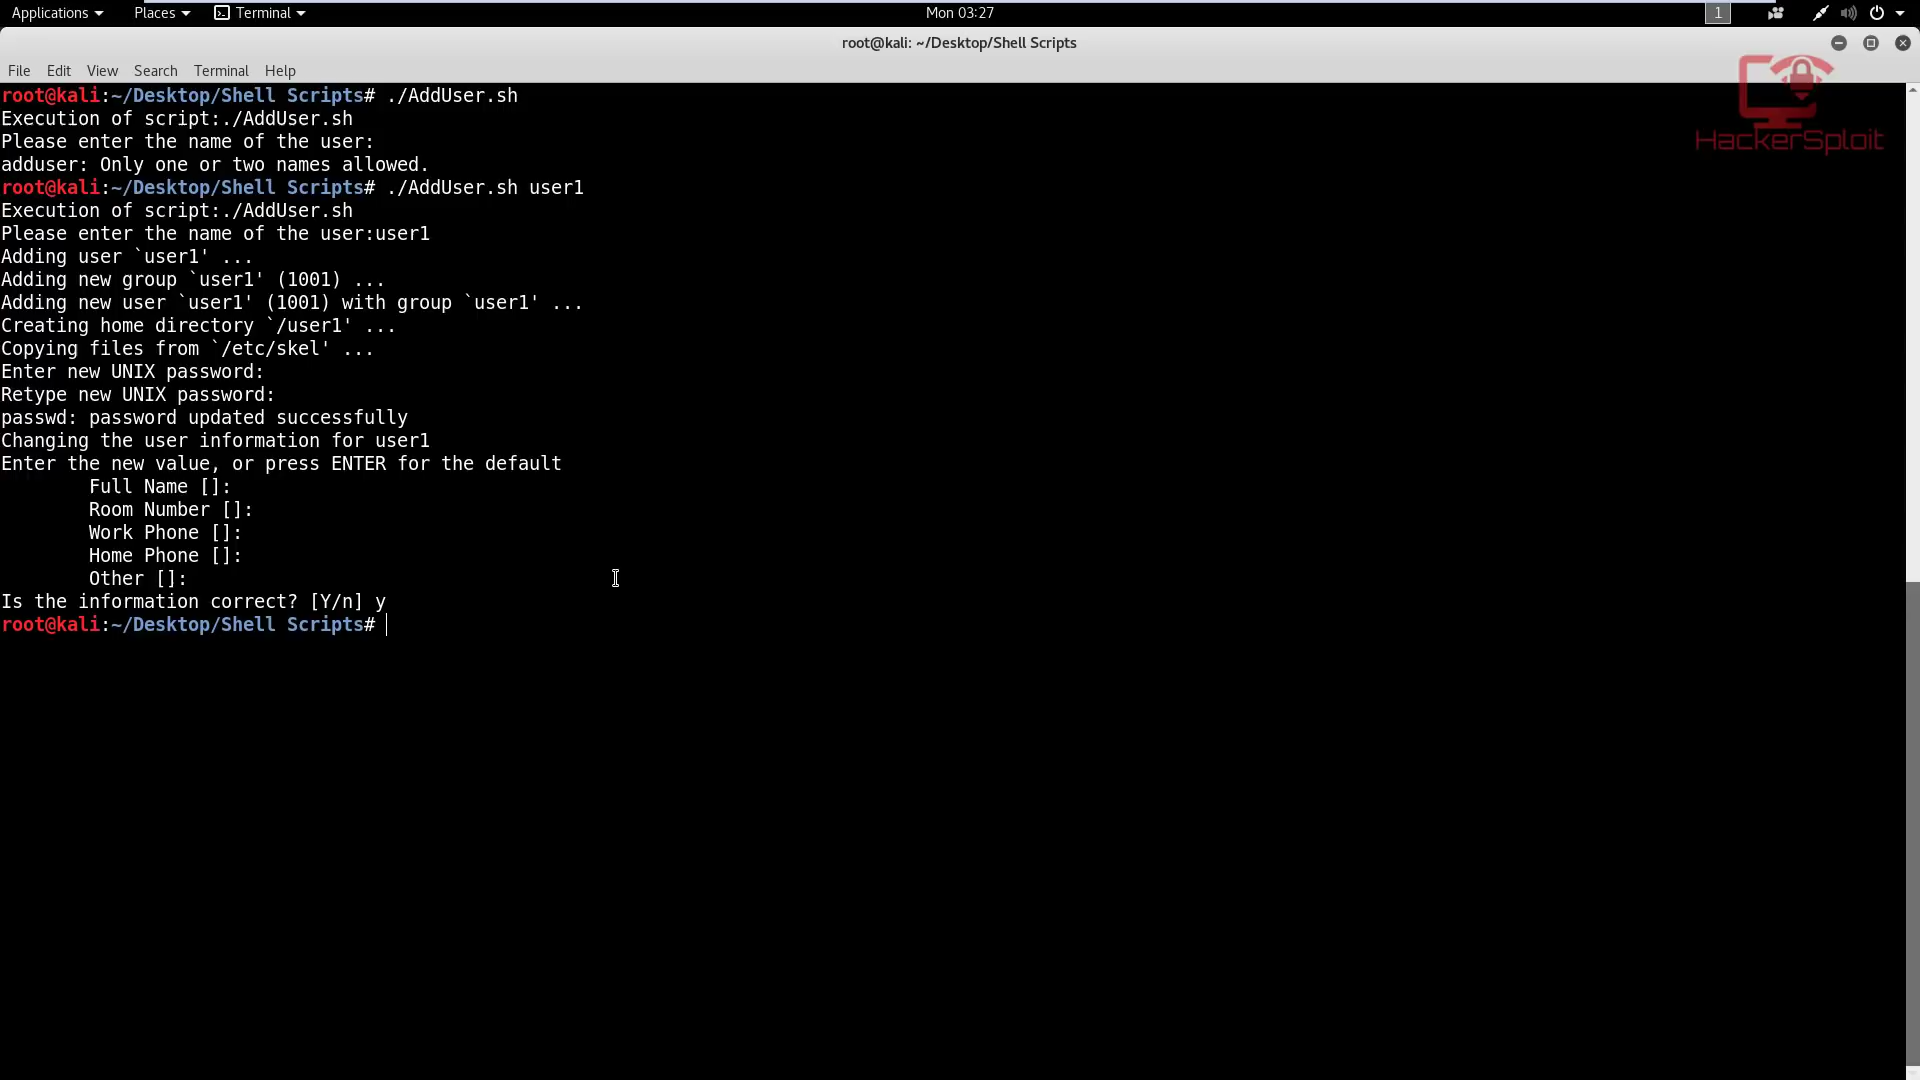 Applications Places Terminal Mon 03:27 1
root@kali: ~/Desktop/Shell Scripts
File Edit View Search Terminal Help
HackerSploit
root@kali:~/Desktop/Shell Scripts# ./AddUser.sh
Execution of script:./AddUser.sh
Please enter the name of the user:
adduser: Only one or two names allowed.
root@kali:~/Desktop/Shell Scripts# ./AddUser.sh user1
Execution of script:./AddUser.sh
Please enter the name of the user:user1
Adding user `user1' ...
Adding new group `user1' (1001) ...
Adding new user `user1' (1001) with group `user1' ...
Creating home directory `/user1' ...
Copying files from `/etc/skel' ...
Enter new UNIX password:
Retype new UNIX password:
passwd: password updated successfully
Changing the user information for user1
Enter the new value, or press ENTER for the default
Full Name []:
Room Number []:
Work Phone []:
Home Phone []:
Other []:
Is the information correct? [Y/n] y
root@kali:~/Desktop/Shell Scripts#